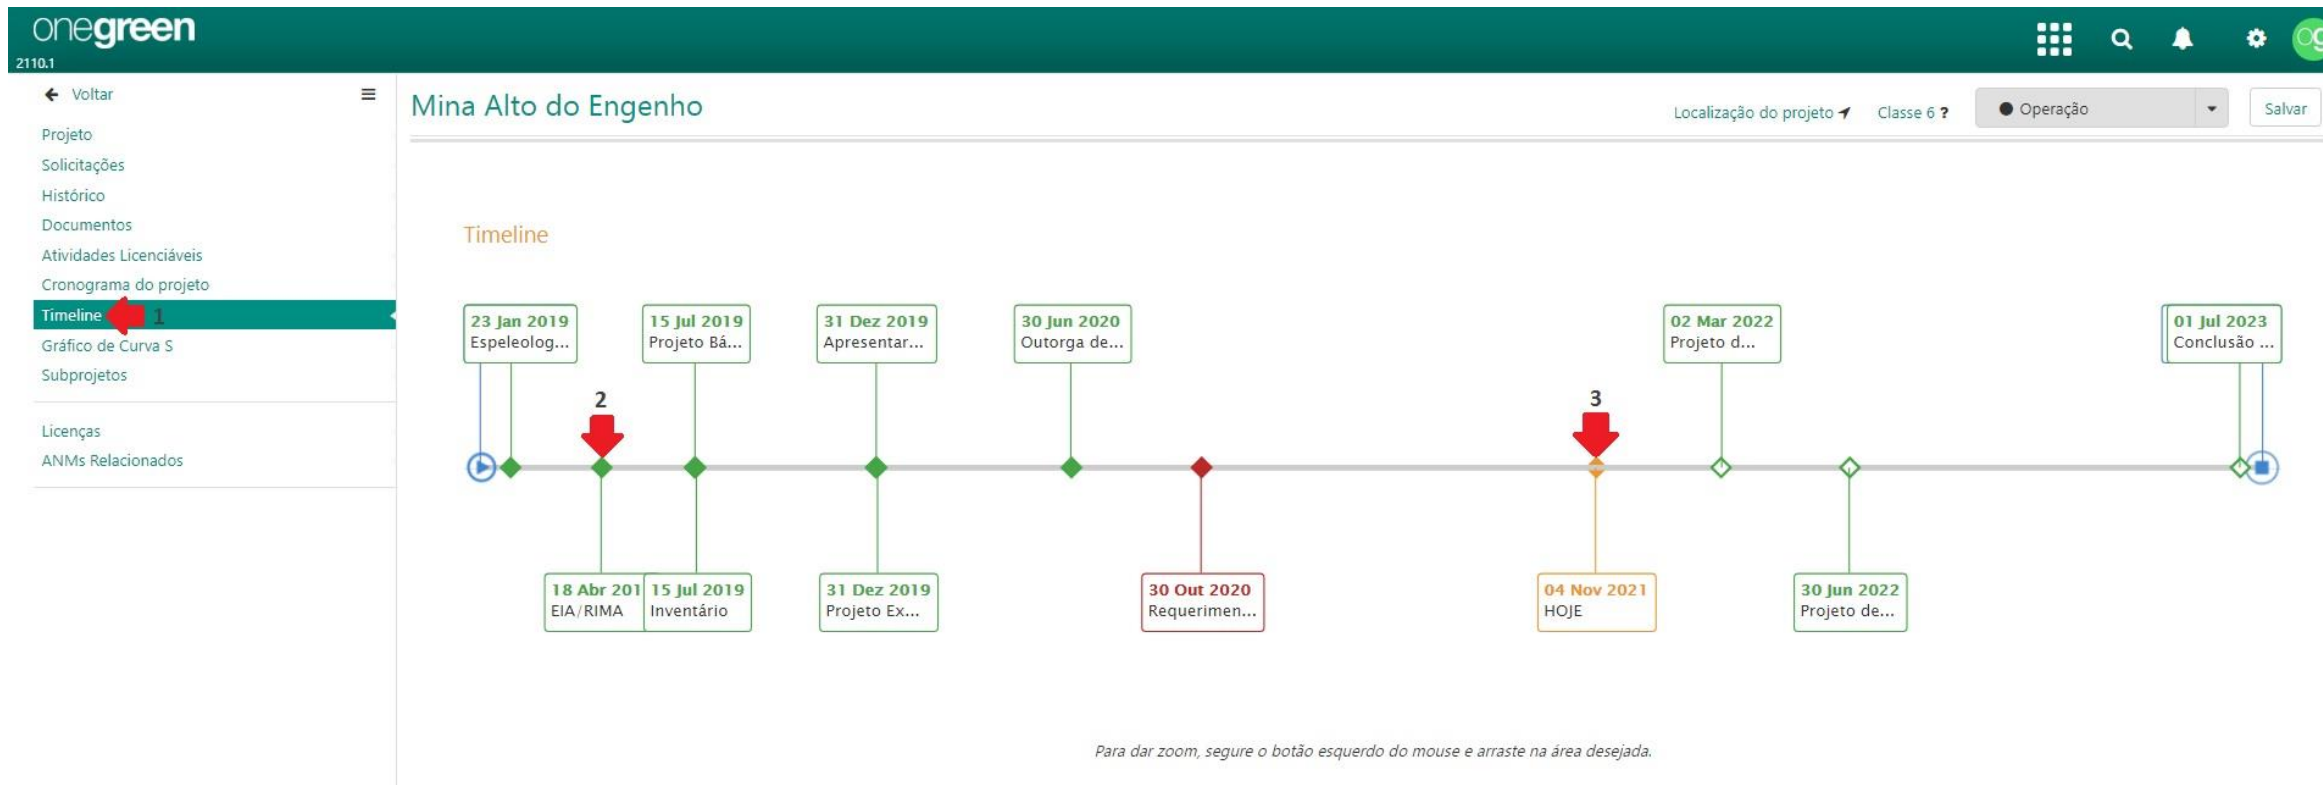 onegreen
2110.1
Voltar
Projeto
Solicitações
Histórico
Documentos
Atividades Licenciáveis
Cronograma do projeto
Timeline
1
Gráfico de Curva S
Subprojetos
Licenças
ANMs Relacionados
Mina Alto do Engenho
Localização do projeto
Classe 6 ?
Operação
Salvar
Timeline
23 Jan 2019
Espeleolog...
15 Jul 2019
Projeto Bá...
31 Dez 2019
Apresentar...
30 Jun 2020
Outorga de...
02 Mar 2022
Projeto d...
01 Jul 2023
Conclusão ...
2
3
18 Abr 201
EIA/RIMA
15 Jul 2019
Inventário
31 Dez 2019
Projeto Ex...
30 Out 2020
Requerimen...
04 Nov 2021
HOJE
30 Jun 2022
Projeto de...
Para dar zoom, segure o botão esquerdo do mouse e arraste na área desejada.